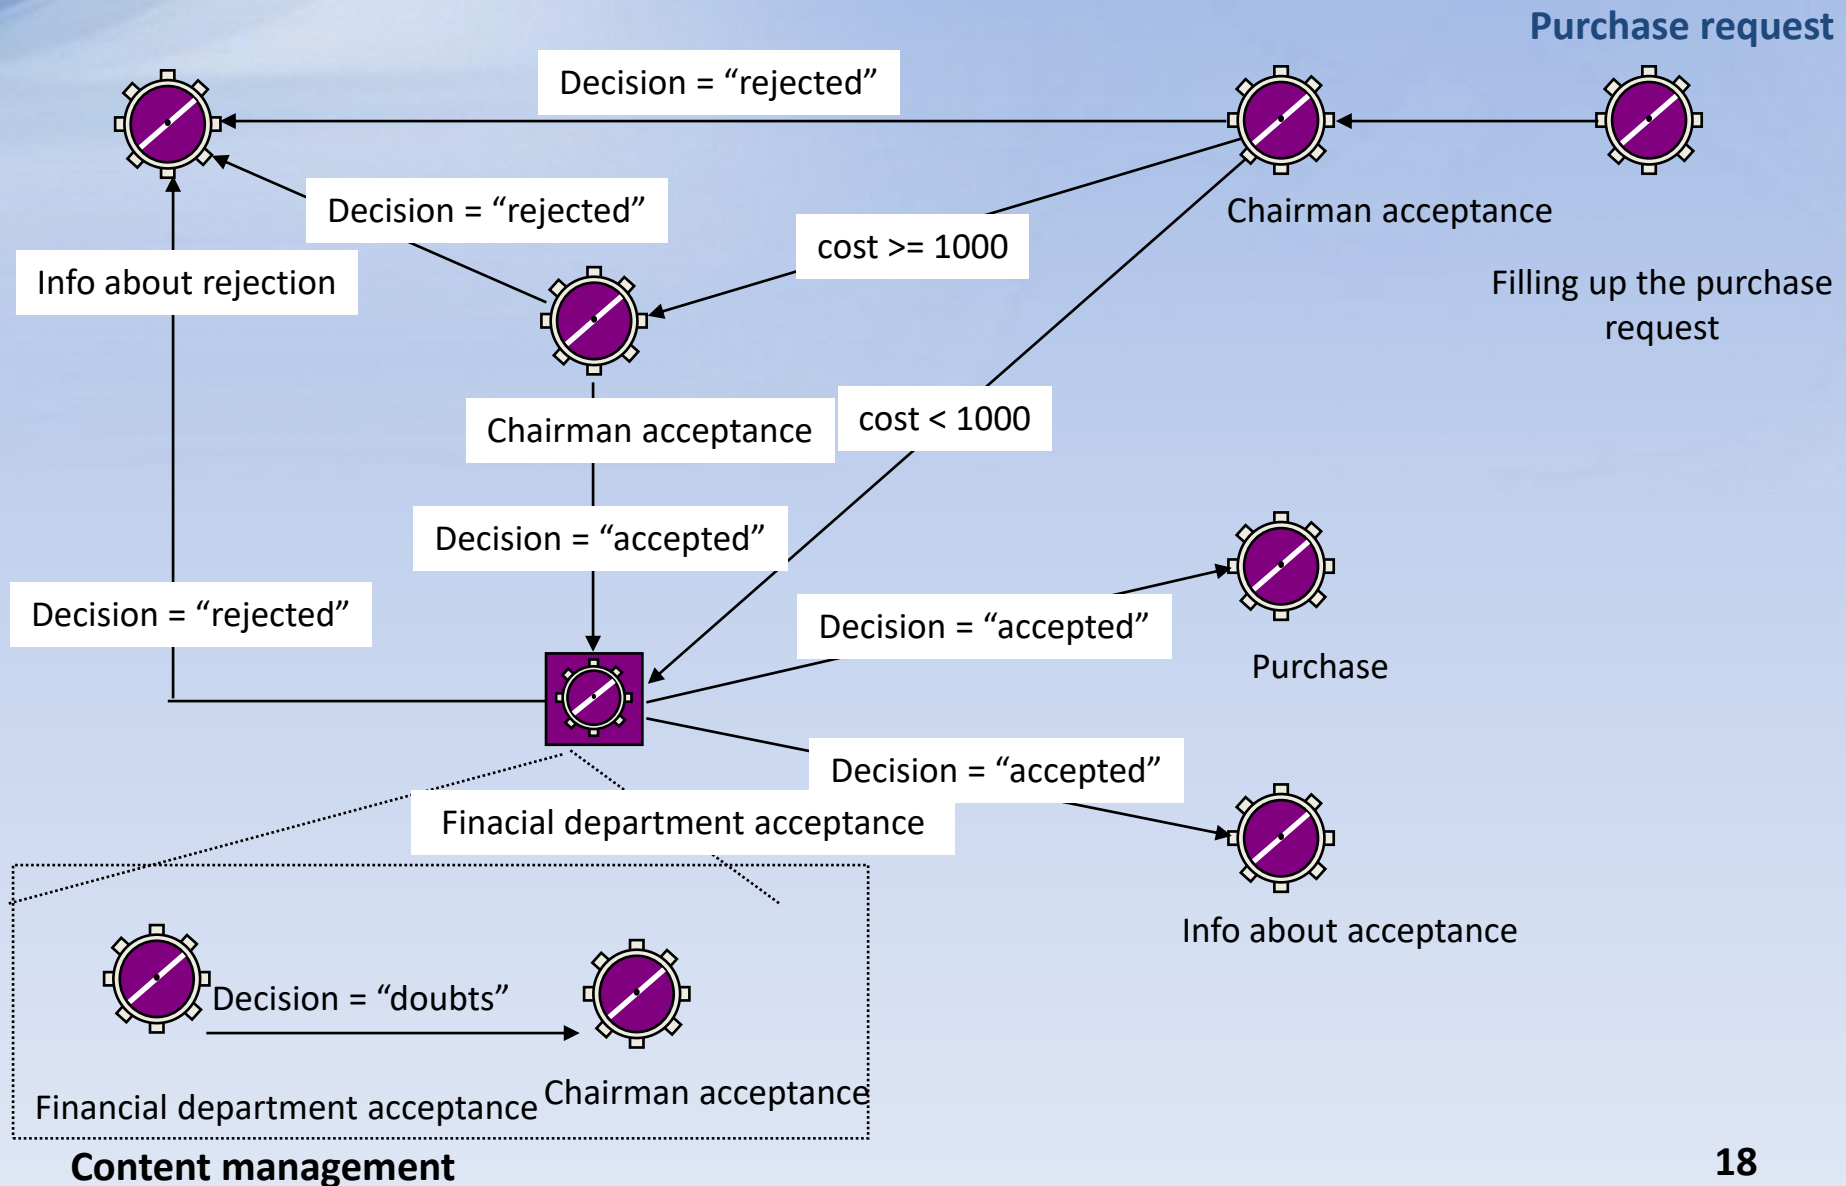 Purchase request
Decision = “rejected”
Decision = “rejected”
Chairman acceptance
cost >= 1000
Info about rejection
Filling up the purchase
request
Chairman acceptance
cost < 1000
Decision = “accepted”
Decision = “rejected”
Decision = “accepted”
Purchase
Decision = “accepted”
Finacial department acceptance
Info about acceptance
Decision = “doubts”
Financial department acceptance
Chairman acceptance
Content management
18